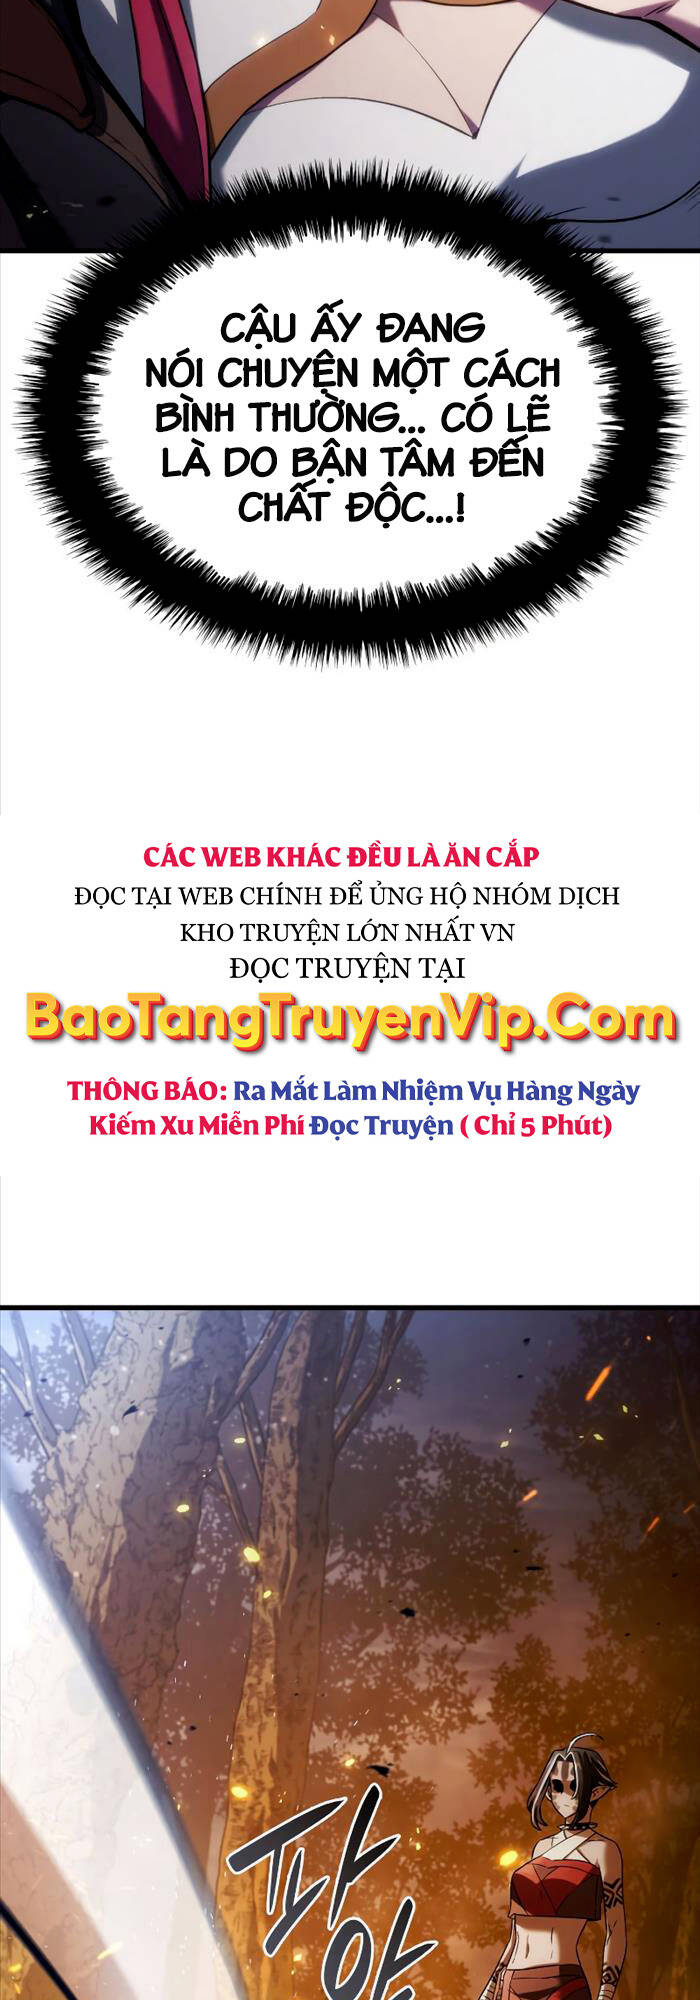 CẬU ẤY ĐANG
NÓI CHUYỆN MỘT CÁCH
BÌNH THƯỜNG... CÓ LẼ
LÀ DO BẬN TÂM ĐẾN
CHẤT ĐỘC...!
CÁC WEB KHÁC ĐỀU LÀ ĂN CẮP
ĐỌC TẠI WEB CHÍNH ĐỂ ỦNG HỘ NHÓM DỊCH
KHO TRUYỆN LỚN NHẤT VN
ĐỌC TRUYỆN TẠI
BaoTangTruyenVip.Com
THÔNG BÁO: Ra Mắt Làm Nhiệm Vụ Hàng Ngày
Kiếm Xu Miễn Phí Đọc Truyện ( Chỉ 5 Phút)
파아